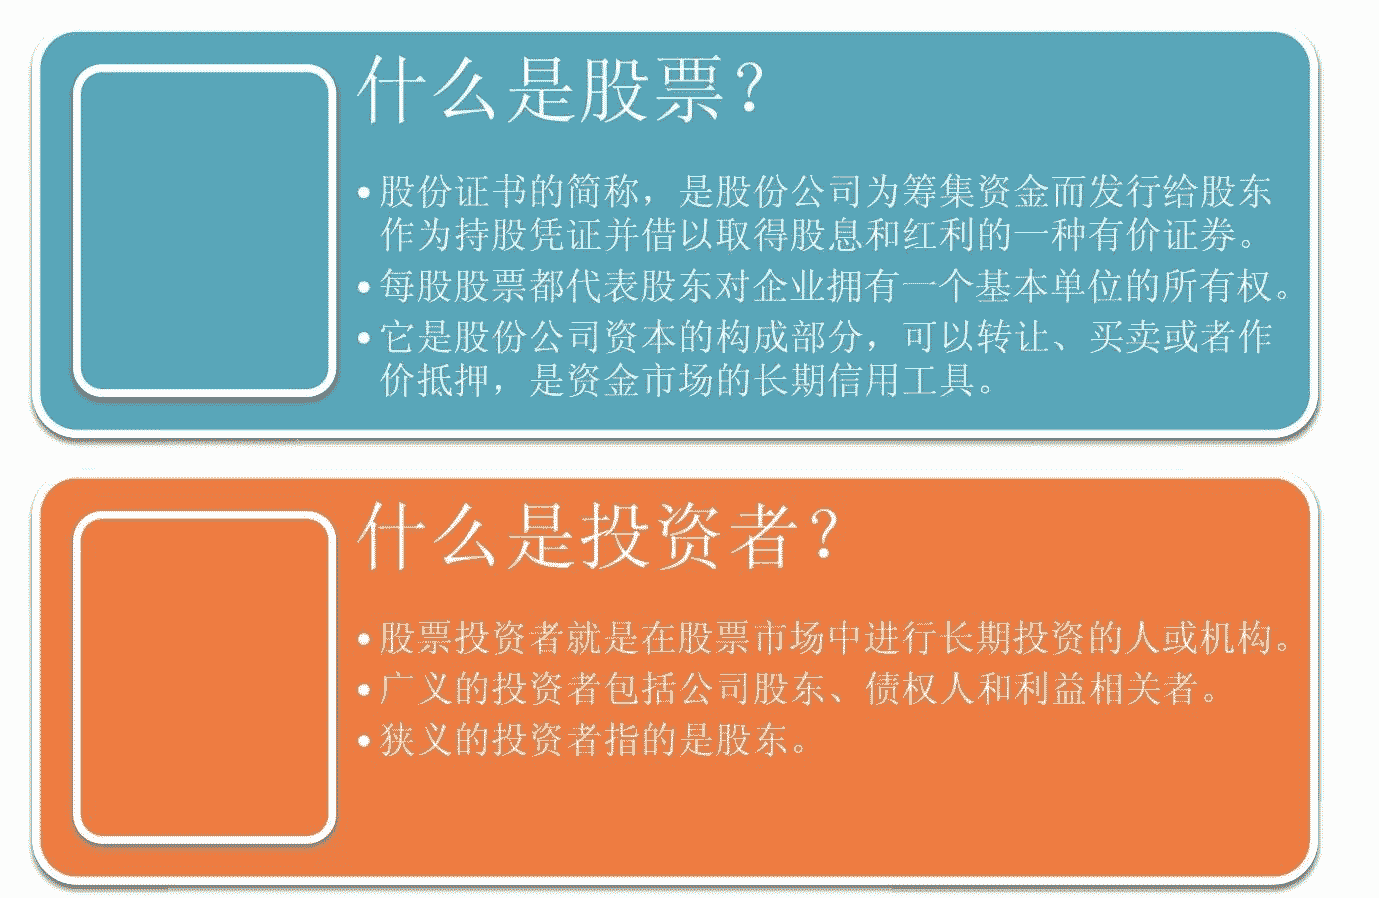 什么是股票？
•股份证书的简称，是股份公司为筹集资金而发行给股东
作为持股凭证并借以取得股息和红利的一种有价证券。
•每股股票都代表股东对企业拥有一个基本单位的所有权。
•它是股份公司资本的构成部分，可以转让、买卖或者作
价抵押，是资金市场的长期信用工具。
什么是投资者？
•股票投资者就是在股票市场中进行长期投资的人或机构。
•广义的投资者包括公司股东、债权人和利益相关者。
•狭义的投资者指的是股东。